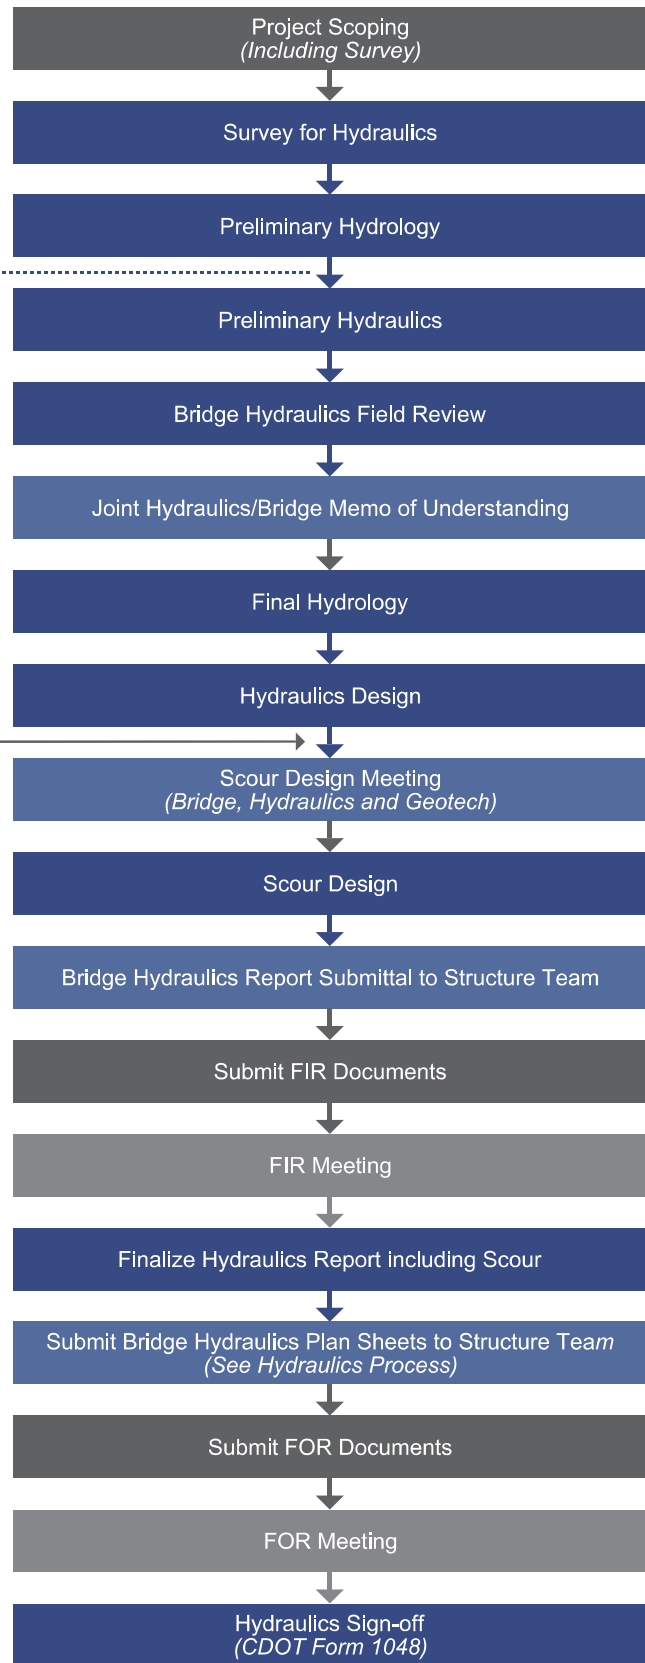 Project Scoping
(Including Survey)
Survey for Hydraulics
Preliminary Hydrology
Preliminary Hydraulics
Bridge Hydraulics Field Review
Joint Hydraulics/Bridge Memo of Understanding
Final Hydrology
Hydraulics Design
Scour Design Meeting
(Bridge, Hydraulics and Geotech)
Scour Design
Bridge Hydraulics Report Submittal to Structure Team
Submit FIR Documents
FIR Meeting
Finalize Hydraulics Report including Scour
Submit Bridge Hydraulics Plan Sheets to Structure Team
(See Hydraulics Process)
Submit FOR Documents
FOR Meeting
Hydraulics Sign-off
(CDOT Form 1048)